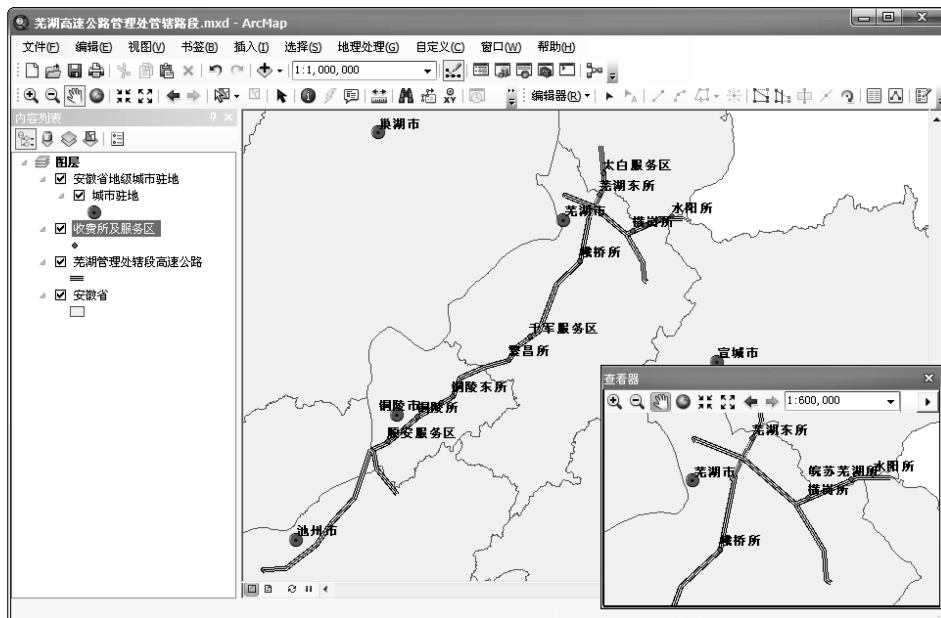 芜湖高速公路管理处管辖路段.mxd - ArcMap
文件(F) 编辑(E) 视图(V) 书签(B) 插入(I) 选择(S) 地理处理(G) 自定义(C) 窗口(W) 帮助(H)
1:1,000,000
编辑器(R)
内容列表
图层
安徽省地级城市驻地
城市驻地
收费所及服务区
芜湖管理处辖段高速公路
安徽省
巢湖市
太白服务区
芜湖东所
水阳所
芜湖市
横岗所
峨桥所
千军服务区
繁昌所
宣城市
铜陵东所
铜陵市
铜陵所
顺安服务区
池州市
查看器
1:600,000
芜湖东所
芜湖市
皖苏芜湖所
水阳所
横岗所
峨桥所